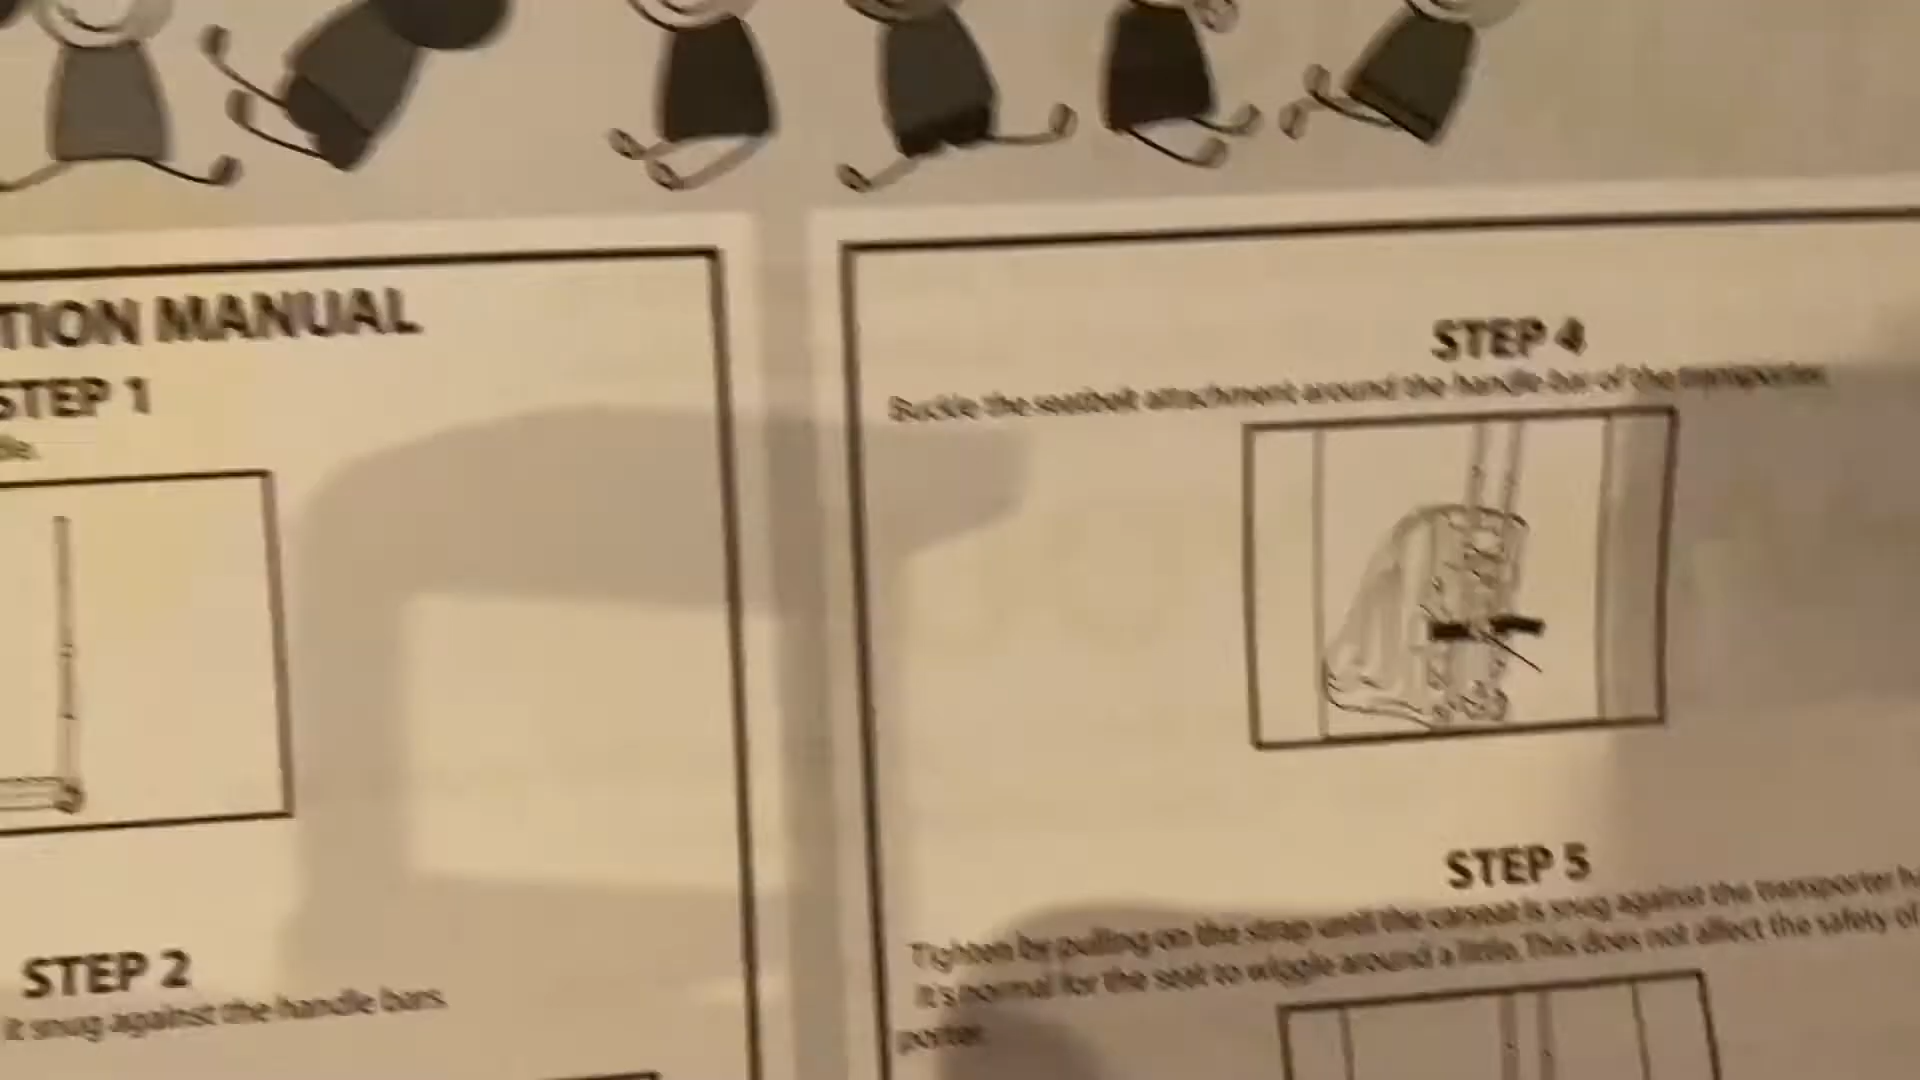 TION MANUAL
STEP 1
dle.
STEP 2
it snug against the handle bars.
STEP 4
Buckle the seatbelt attachment around the handle bar of the transporter.
STEP 5
Tighten by pulling on the strap until the carseat is snug against the transporter h
It's normal for the seat to wiggle around a little. This does not affect the safety of
porter.